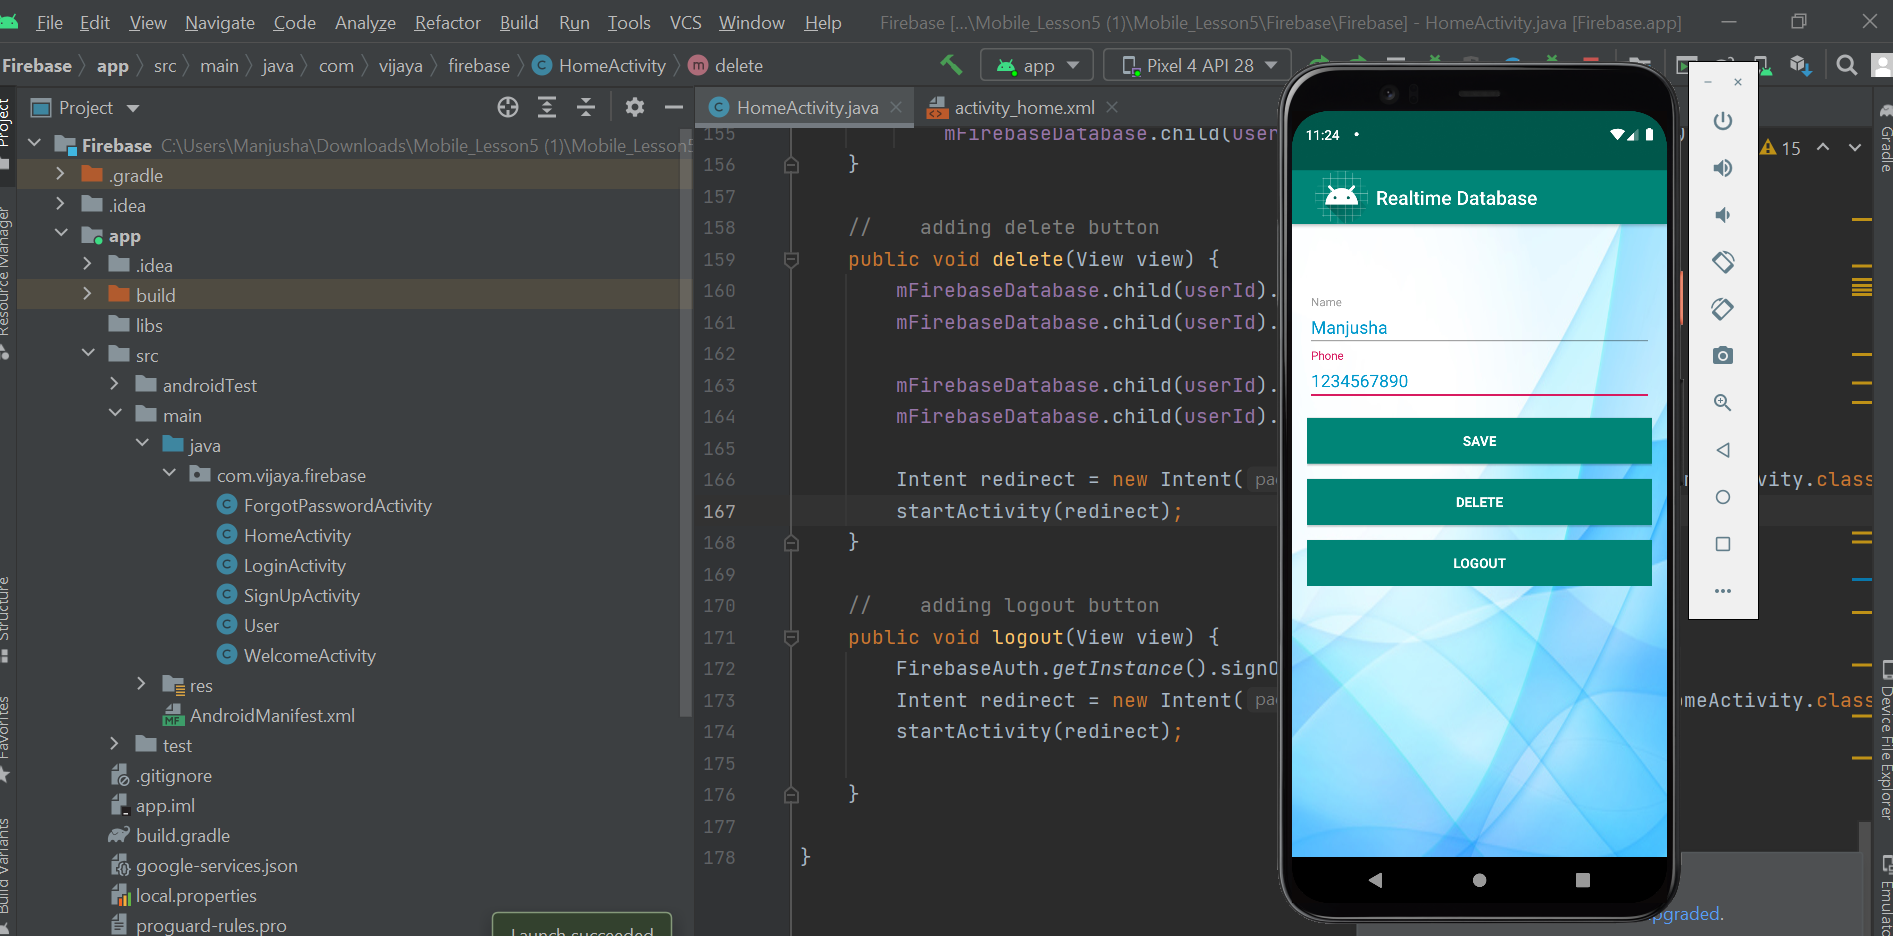 File Edit View Navigate Code Analyze Refactor Build Run Tools VCS Window Help Firebase [...\Mobile_Lesson5 (1)\Mobile_Lesson5\Firebase\Firebase] - HomeActivity.java [Firebase.app]
Firebase app src main java com vijaya firebase HomeActivity delete app Pixel 4 API 28
Project
HomeActivity.java
activity_home.xml
Project
Resource Manager
Structure
Favorites
Build Variants
Firebase C:\Users\Manjusha\Downloads\Mobile_Lesson5 (1)\Mobile_Lesson5
.gradle
.idea
app
.idea
build
libs
src
androidTest
main
java
com.vijaya.firebase
ForgotPasswordActivity
HomeActivity
LoginActivity
SignUpActivity
User
WelcomeActivity
res
AndroidManifest.xml
test
.gitignore
app.iml
build.gradle
google-services.json
local.properties
proguard-rules.pro
Launch succeeded
155 mFirebaseDatabase.child(user
156 }
157
158 // adding delete button
159 public void delete(View view) {
160 mFirebaseDatabase.child(userId).
161 mFirebaseDatabase.child(userId).
162
163 mFirebaseDatabase.child(userId).
164 mFirebaseDatabase.child(userId).
165
166 Intent redirect = new Intent( vity.class
167 startActivity(redirect);
168 }
169
170 // adding logout button
171 public void logout(View view) {
172 FirebaseAuth.getInstance().signO
173 Intent redirect = new Intent( meActivity.class
174 startActivity(redirect);
175
176 }
177
178 }
15
11:24
Realtime Database
Name
Manjusha
Phone
1234567890
SAVE
DELETE
LOGOUT
pgraded.
Gradle
Device File Explorer
Emulato